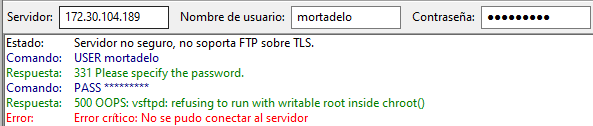 Servidor: 172.30.104.189 Nombre de usuario: mortadelo Contraseña: ●●●●●●●●●
Estado: Servidor no seguro, no soporta FTP sobre TLS.
Comando: USER mortadelo
Respuesta: 331 Please specify the password.
Comando: PASS *********
Respuesta: 500 OOPS: vsftpd: refusing to run with writable root inside chroot()
Error: Error crítico: No se pudo conectar al servidor